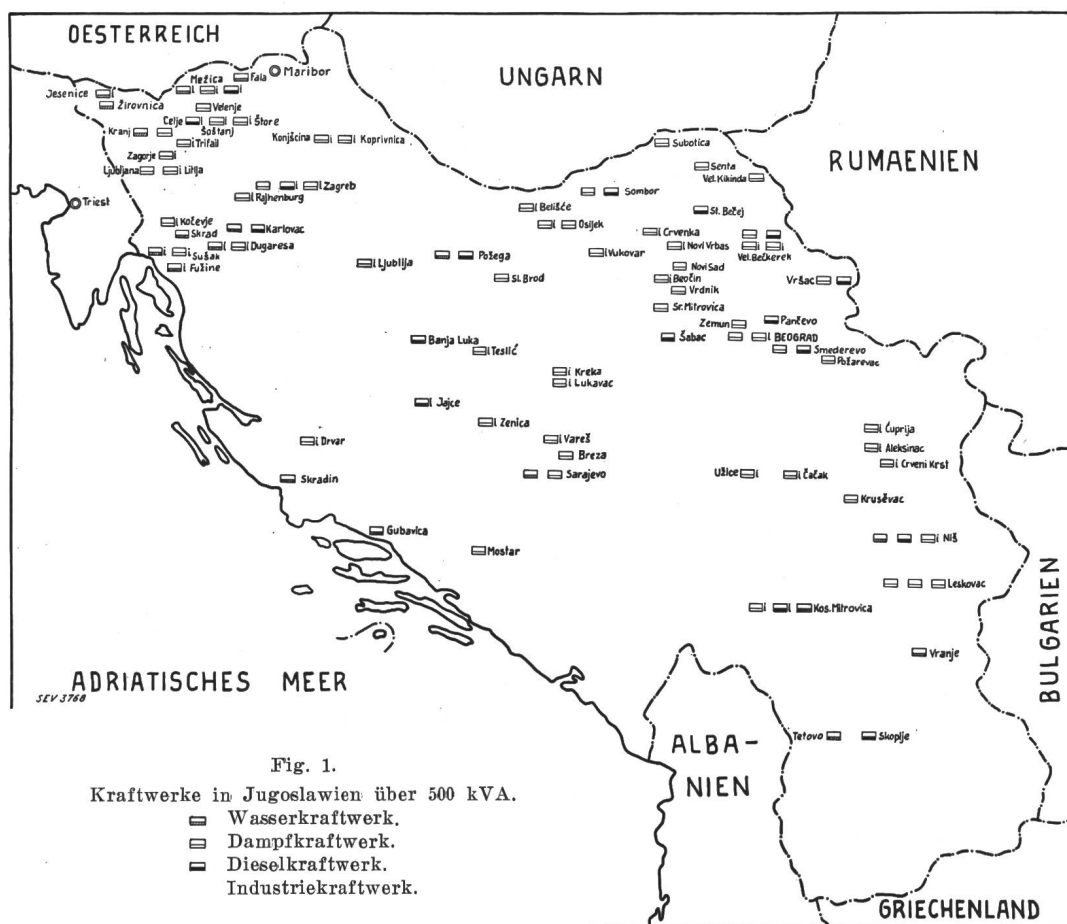 OESTERREICH
UNGARN
RUMAENIEN
BULGARIEN
ALBA-
NIEN
GRIECHENLAND
ADRIATISCHES MEER
SEV 3768
Fala
Maribor
Mežica
i i i
Jesenice i
Žirovnica
Velenje
Celje i i i Štore
Šoštanj
Kranj
i Trifail
Konjšcina i i Koprivnica
Zagorje i
Ljubljana i Litija
i i Zagreb
i Rajhenburg
Triest
i Kočevje
Skrad
Karlovac
i i Dugaresa
i i
Sušak
i Fužine
Subotica
Senta
Vel. Kikinda
Sombor
i Belišće
St. Bečej
i i Osijek
i Crvenka
i Novi Vrbas
i i
Vel. Bečkerek
i Vukovar
i Ljublija
Požega
Novi Sad
Sl. Brod
i Beočin
Vrdnik
Vršac
Sr. Mitrovica
Zemun
Pančevo
Banja Luka
i Teslić
Šabac
i BEOGRAD
Smederevo
Požarevac
i Kreka
i Lukavac
i Jajce
i Zenica
i Ćuprija
i Drvar
i Vareš
i Aleksinac
Breza
i Crveni Krst
Skradin
Sarajevo
Užice i
i Čačak
Kruševac
Gubavica
Mostar
i Niš
Leskovac
i i Kos. Mitrovica
Vranje
Tetovo
Skoplje
Fig. 1.
Kraftwerke in Jugoslawien über 500 kVA.
Wasserkraftwerk.
Dampfkraftwerk.
Dieselkraftwerk.
Industriekraftwerk.